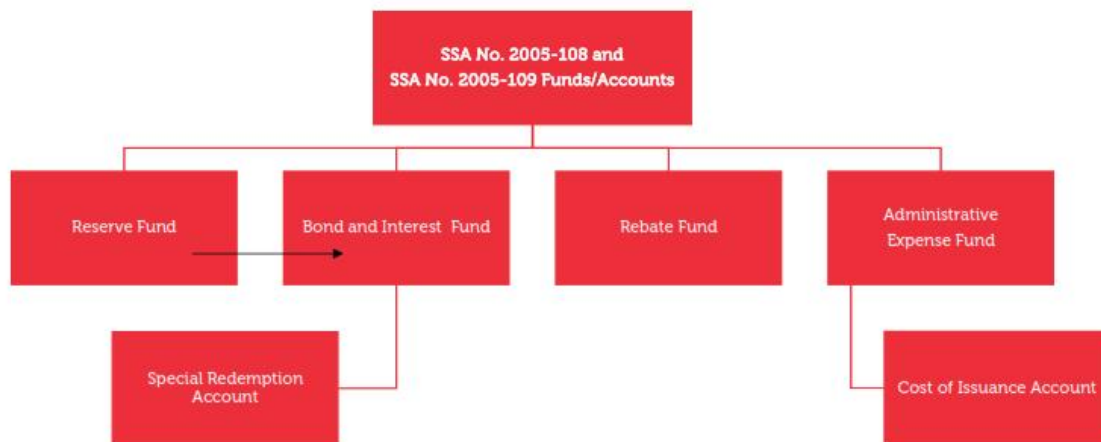 SSA No. 2005-108 and
SSA No. 2005-109 Funds/Accounts
Reserve Fund
Bond and Interest Fund
Rebate Fund
Administrative
Expense Fund
Special Redemption
Account
Cost of Issuance Account